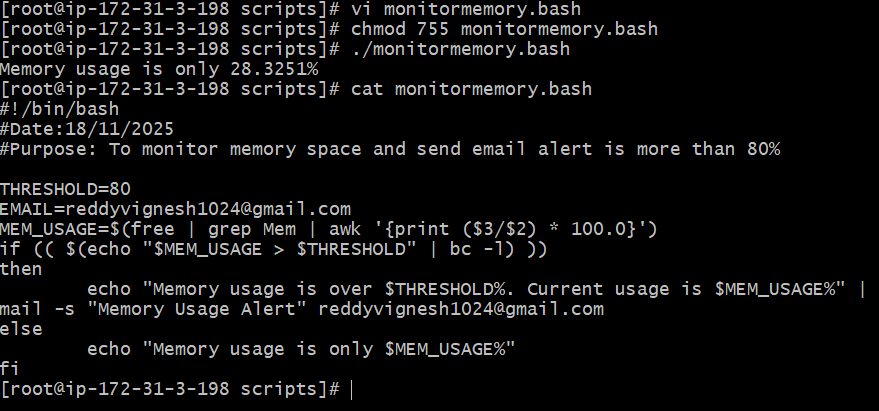 [root@ip-172-31-3-198 scripts]# vi monitormemory.bash
[root@ip-172-31-3-198 scripts]# chmod 755 monitormemory.bash
[root@ip-172-31-3-198 scripts]# ./monitormemory.bash
Memory usage is only 28.3251%
[root@ip-172-31-3-198 scripts]# cat monitormemory.bash
#!/bin/bash
#Date:18/11/2025
#Purpose: To monitor memory space and send email alert is more than 80%

THRESHOLD=80
EMAIL=reddyvignesh1024@gmail.com
MEM_USAGE=$(free | grep Mem | awk '{print ($3/$2) * 100.0}')
if (( $(echo "$MEM_USAGE > $THRESHOLD" | bc -l) ))
then
        echo "Memory usage is over $THRESHOLD%. Current usage is $MEM_USAGE%" |
mail -s "Memory Usage Alert" reddyvignesh1024@gmail.com
else
        echo "Memory usage is only $MEM_USAGE%"
fi
[root@ip-172-31-3-198 scripts]#